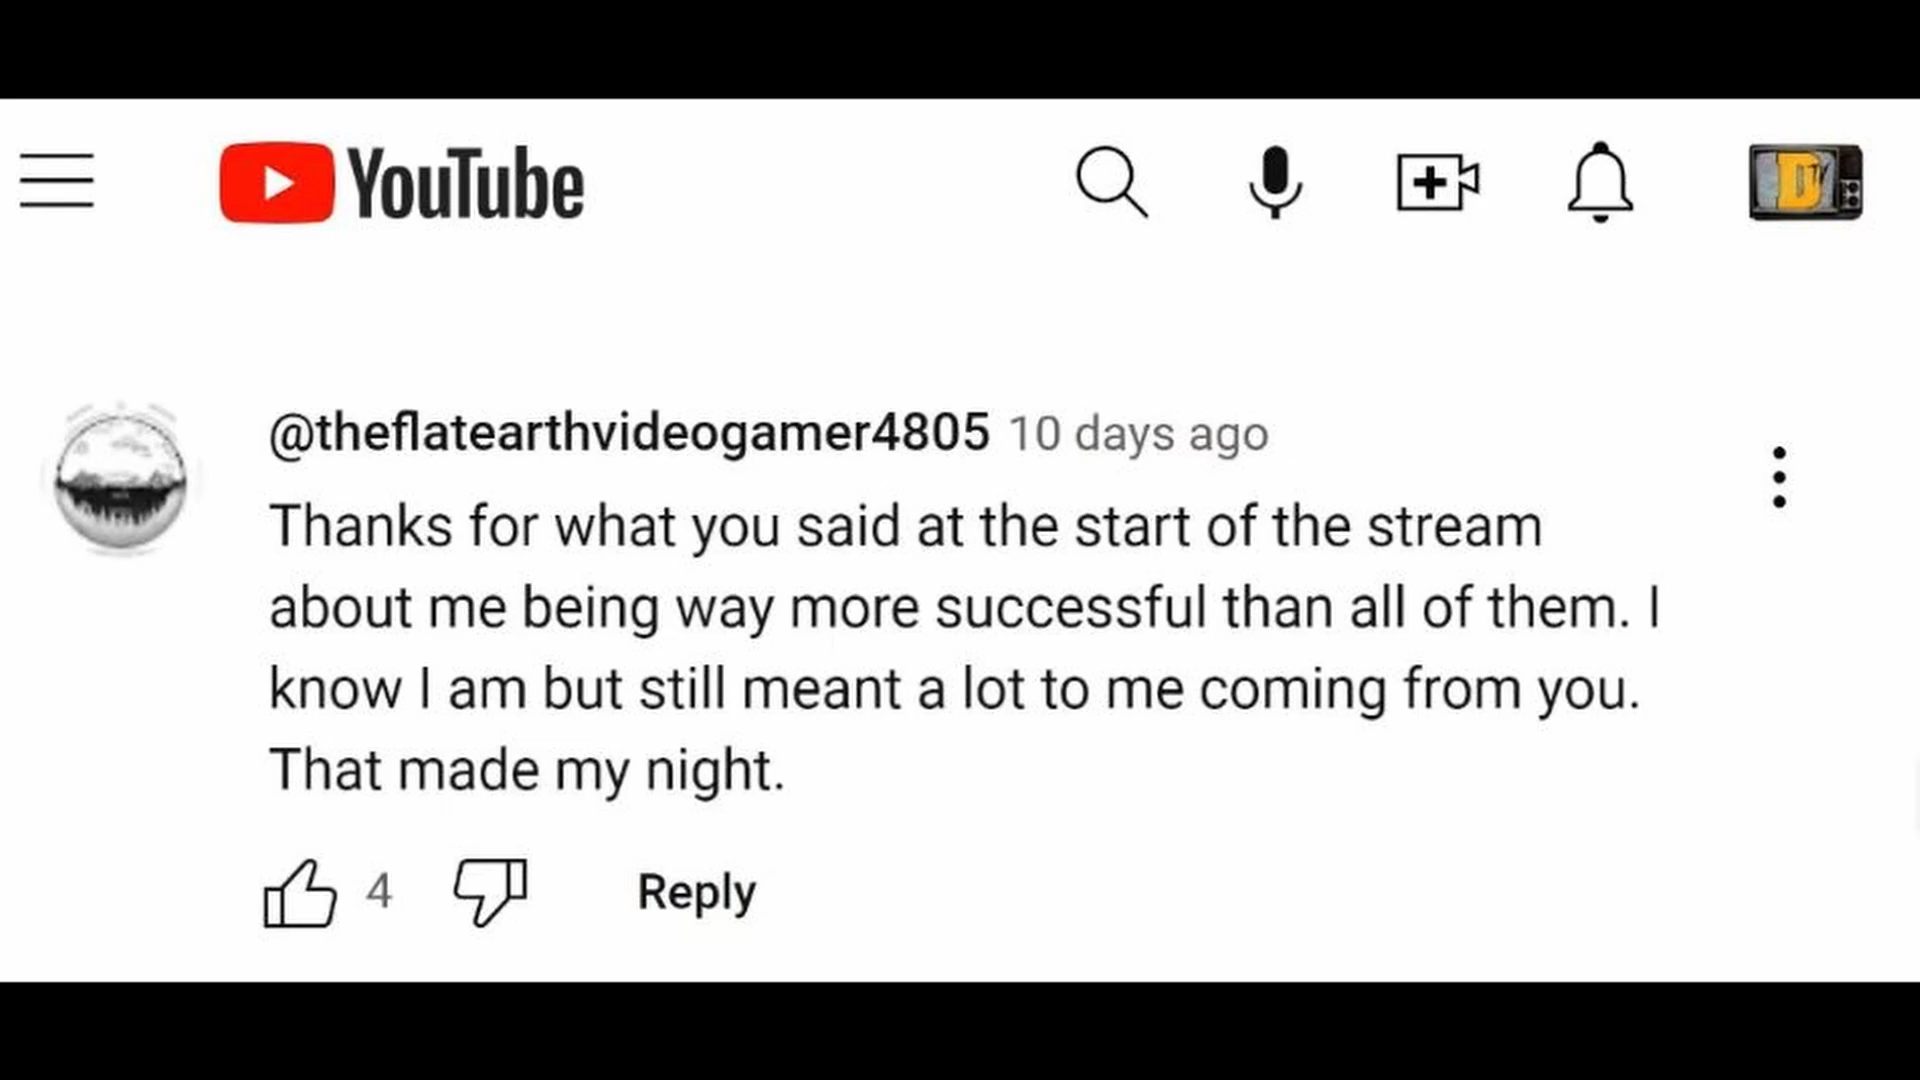 YouTube
DTV
@theflatearthvideogamer4805 10 days ago
Thanks for what you said at the start of the stream
about me being way more successful than all of them. I
know I am but still meant a lot to me coming from you.
That made my night.
4 Reply